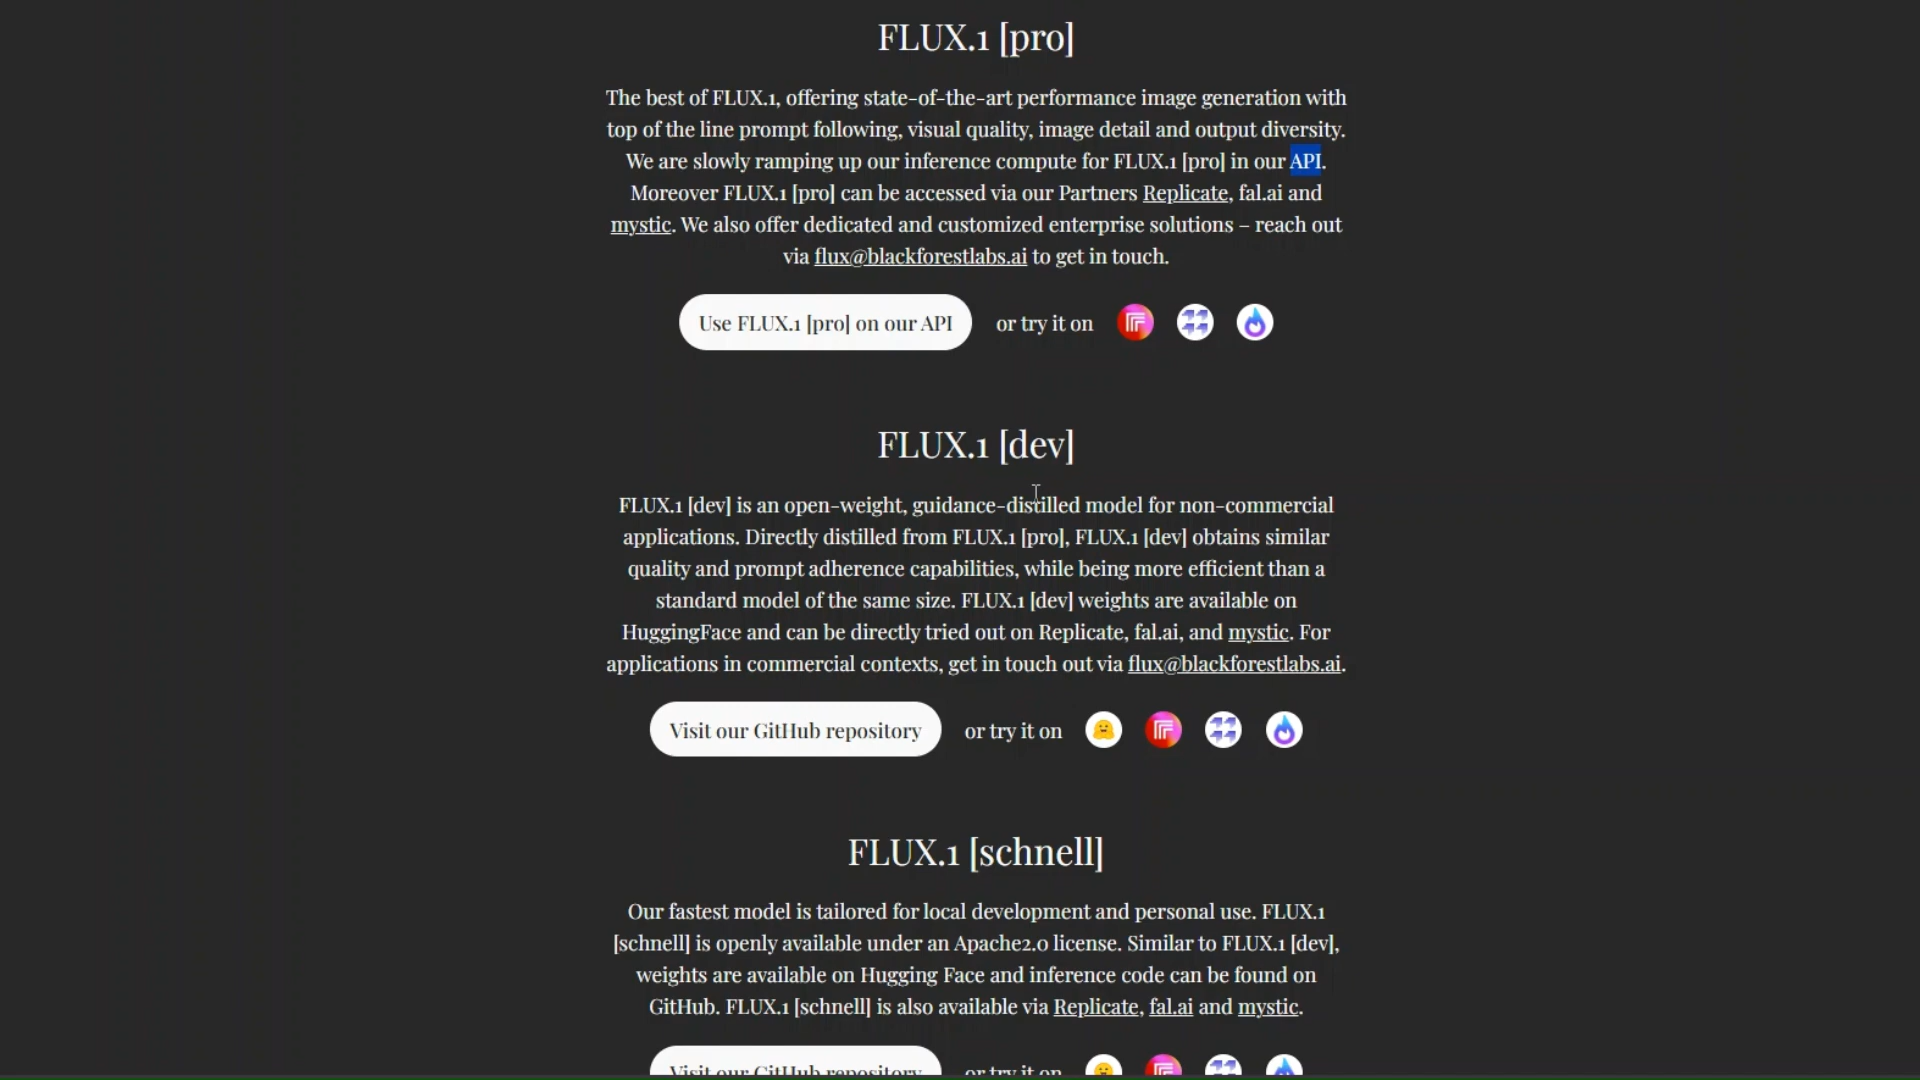 FLUX.1 [pro]
The best of FLUX.1, offering state-of-the-art performance image generation with
top of the line prompt following, visual quality, image detail and output diversity.
We are slowly ramping up our inference compute for FLUX.1 [pro] in our API.
Moreover FLUX.1 [pro] can be accessed via our Partners Replicate, fal.ai and
mystic. We also offer dedicated and customized enterprise solutions – reach out
via flux@blackforestlabs.ai to get in touch.
Use FLUX.1 [pro] on our API or try it on
FLUX.1 [dev]
FLUX.1 [dev] is an open-weight, guidance-distilled model for non-commercial
applications. Directly distilled from FLUX.1 [pro], FLUX.1 [dev] obtains similar
quality and prompt adherence capabilities, while being more efficient than a
standard model of the same size. FLUX.1 [dev] weights are available on
HuggingFace and can be directly tried out on Replicate, fal.ai, and mystic. For
applications in commercial contexts, get in touch out via flux@blackforestlabs.ai.
Visit our GitHub repository or try it on
FLUX.1 [schnell]
Our fastest model is tailored for local development and personal use. FLUX.1
[schnell] is openly available under an Apache2.0 license. Similar to FLUX.1 [dev],
weights are available on Hugging Face and inference code can be found on
GitHub. FLUX.1 [schnell] is also available via Replicate, fal.ai and mystic.
Visit our GitHub repository or try it on